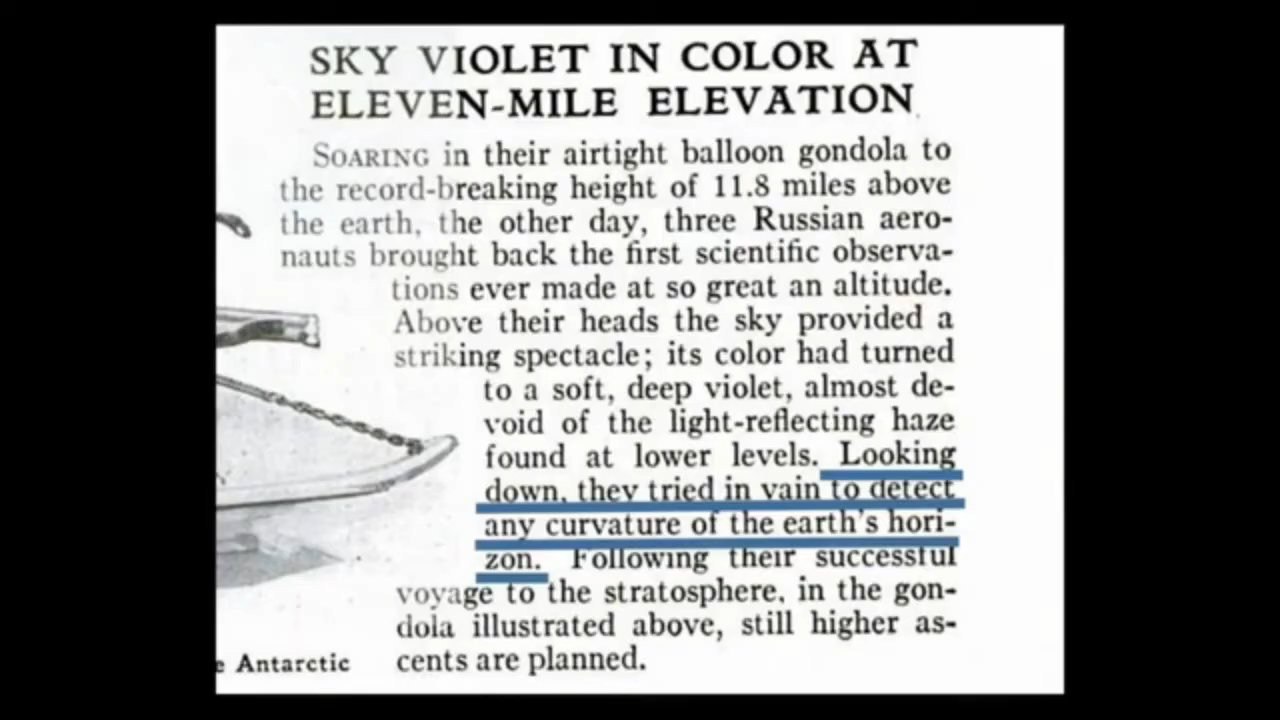 SKY VIOLET IN COLOR AT
ELEVEN-MILE ELEVATION
SOARING in their airtight balloon gondola to
the record-breaking height of 11.8 miles above
the earth, the other day, three Russian aero-
nauts brought back the first scientific observa-
tions ever made at so great an altitude.
Above their heads the sky provided a
striking spectacle; its color had turned
to a soft, deep violet, almost de-
void of the light-reflecting haze
found at lower levels. Looking
down, they tried in vain to detect
any curvature of the earth's hori-
zon. Following their successful
voyage to the stratosphere, in the gon-
dola illustrated above, still higher as-
cents are planned.
e Antarctic